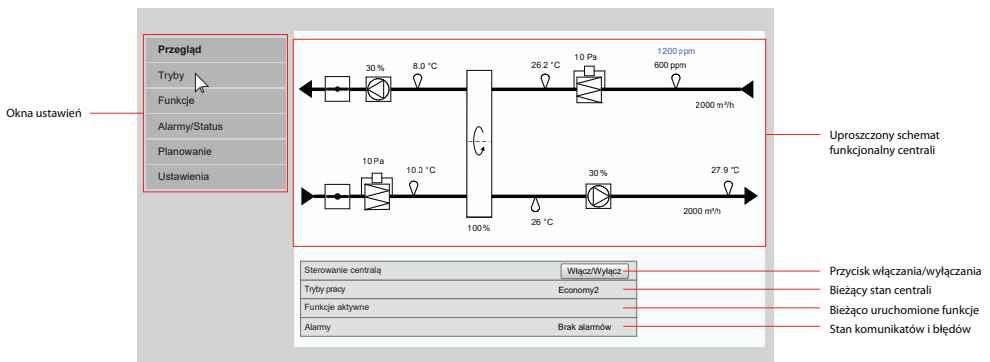 Okna ustawień
Przegląd
Tryby
Funkcje
Alarmy/Status
Planowanie
Ustawienia
30 %
8.0 °C
26.2 °C
10 Pa
1200 ppm
600 ppm
2000 m³/h
10 Pa
10.0 °C
100 %
26 °C
30 %
27.9 °C
2000 m³/h
Uproszczony schemat
funkcjonalny centrali
Sterowanie centralą
Włącz/Wyłącz
Przycisk włączania/wyłączania
Tryby pracy
Economy2
Bieżący stan centrali
Funkcje aktywne
Bieżąco uruchomione funkcje
Alarmy
Brak alarmów
Stan komunikatów i błędów